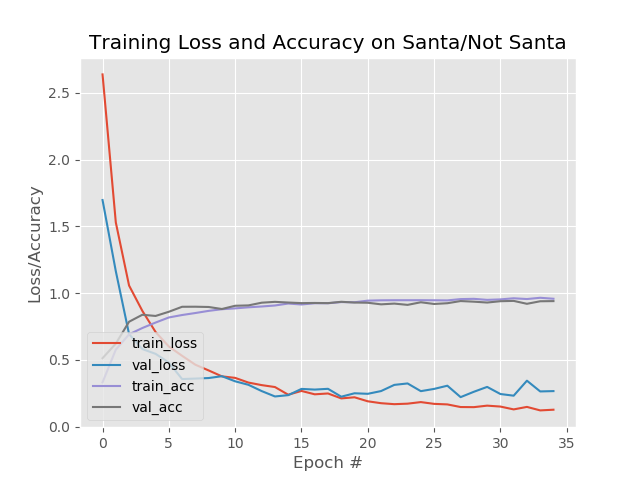 Training Loss and Accuracy on Santa/Not Santa
Loss/Accuracy
2.5
2.0
1.5
1.0
0.5
0.0
train_loss
val_loss
train_acc
val_acc
0 5 10 15 20 25 30 35
Epoch #